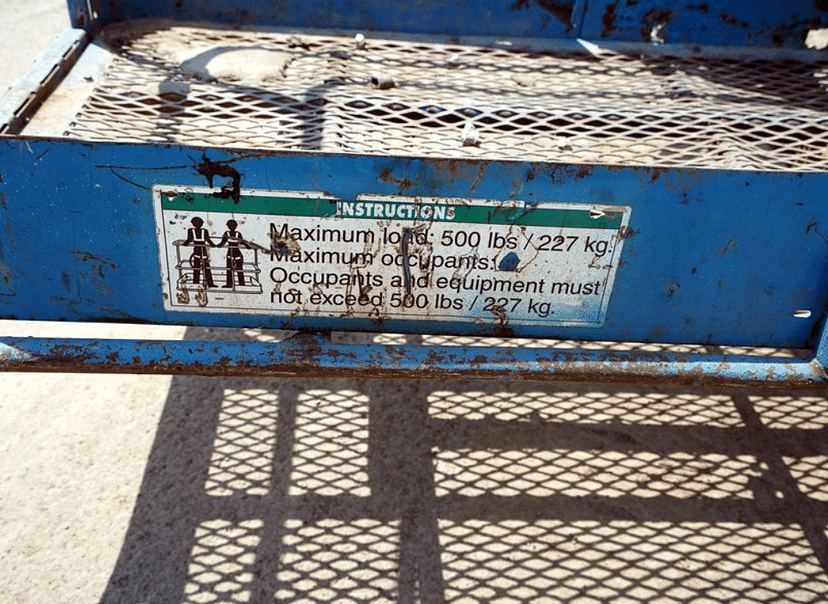 INSTRUCTIONS
Maximum load: 500 lbs / 227 kg.
Maximum occupants:
Occupants and equipment must
not exceed 500 lbs / 227 kg.